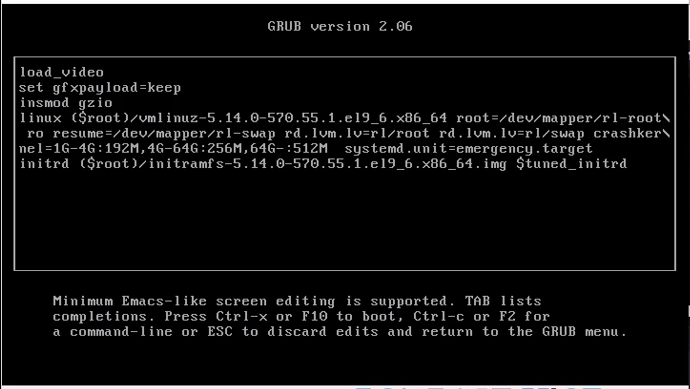 GRUB version 2.06
load_video
set gfxpayload=keep
insmod gzio
linux ($root)/vmlinuz-5.14.0-570.55.1.el9_6.x86_64 root=/dev/mapper/rl-root\
ro resume=/dev/mapper/rl-swap rd.lvm.lv=rl/root rd.lvm.lv=rl/swap crashker\
nel=1G-4G:192M,4G-64G:256M,64G-:512M  systemd.unit=emergency.target
initrd ($root)/initramfs-5.14.0-570.55.1.el9_6.x86_64.img $tuned_initrd
Minimum Emacs-like screen editing is supported. TAB lists
completions. Press Ctrl-x or F10 to boot, Ctrl-c or F2 for
a command-line or ESC to discard edits and return to the GRUB menu.